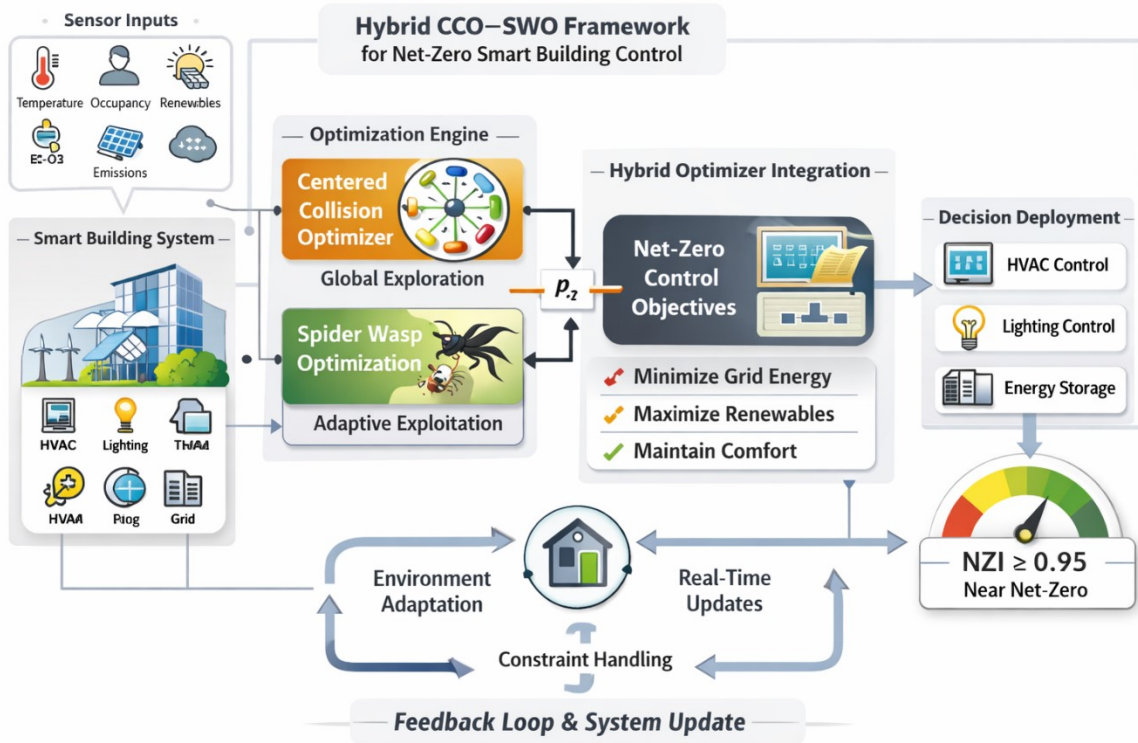 Sensor Inputs
Temperature
Occupancy
Renewbles
Emissions
Hybrid CCO–SWO Framework
for Net-Zero Smart Building Control
Smart Building System
HVAC
Lighting
HVAA
Grid
Optimization Engine
Centered
Collision
Optimizer
Global Exploration
Spider Wasp
Optimization
Adaptive Exploitation
Hybrid Optimizer Integration
Net-Zero
Control
Objectives
Minimize Grid Energy
Maximize Renewables
Maintain Comfort
Decision Deployment
HVAC Control
Lighting Control
Energy Storage
NZI ≥ 0.95
Near Net-Zero
Environment
Adaptation
Real-Time
Updates
Constraint Handling
Feedback Loop & System Update